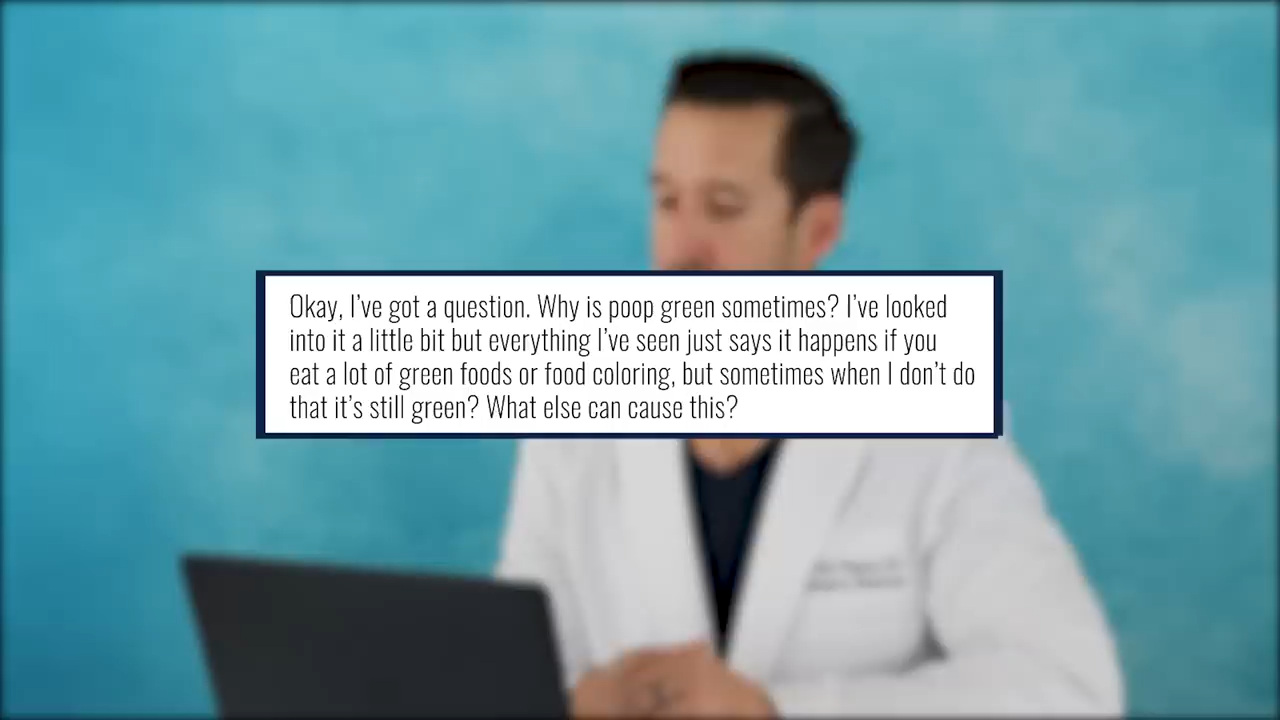 Okay, I've got a question. Why is poop green sometimes? I've looked
into it a little bit but everything I've seen just says it happens if you
eat a lot of green foods or food coloring, but sometimes when I don't do
that it's still green? What else can cause this?